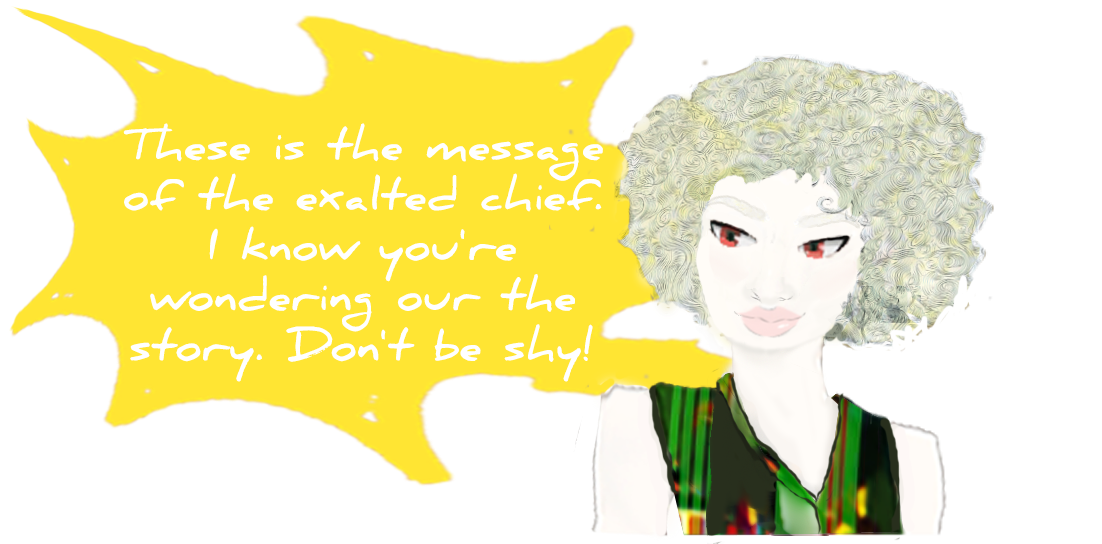 These is the message
of the exalted chief.
I know you're
wondering our the
story. Don't be shy!